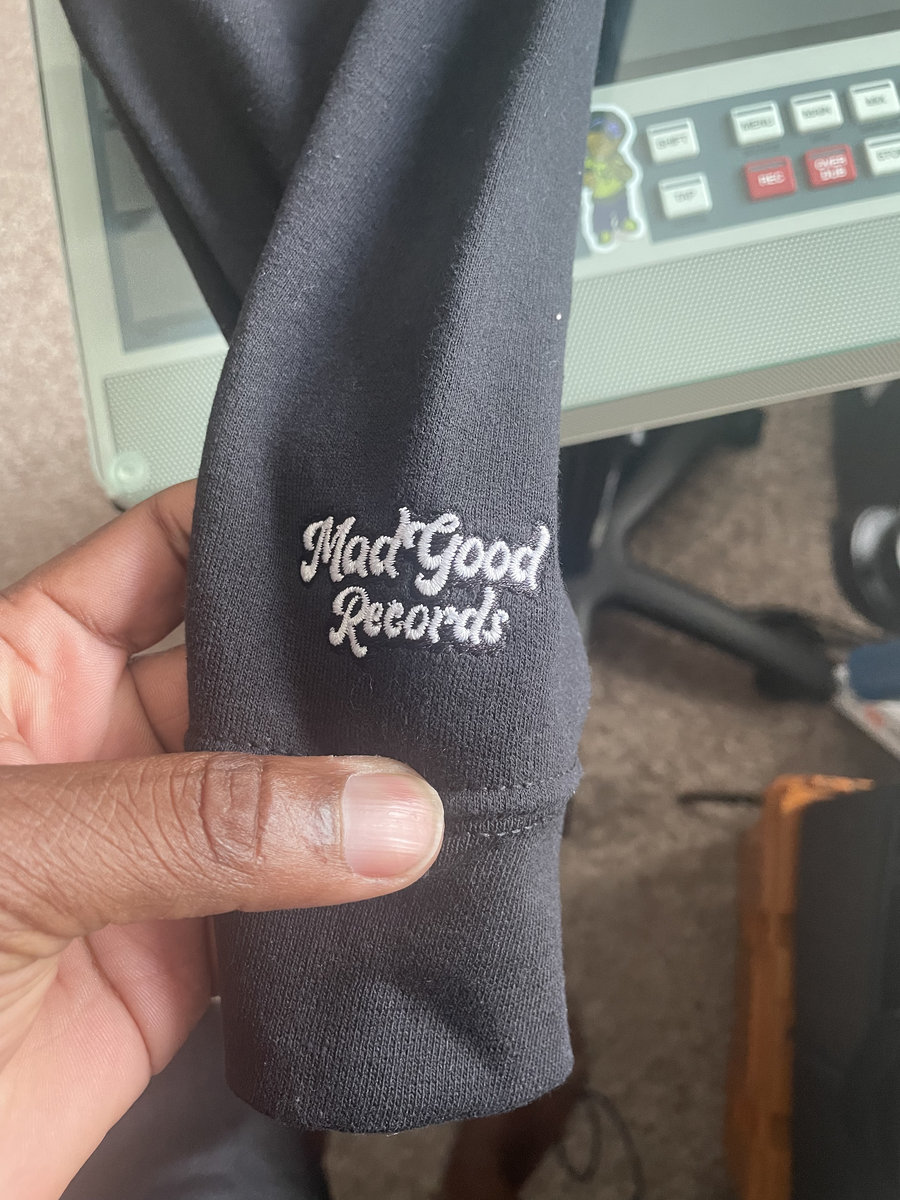 SHIFT
MENU
MAIN
MIX
TAP
REC
OVER
DUB
Mad Good
Records